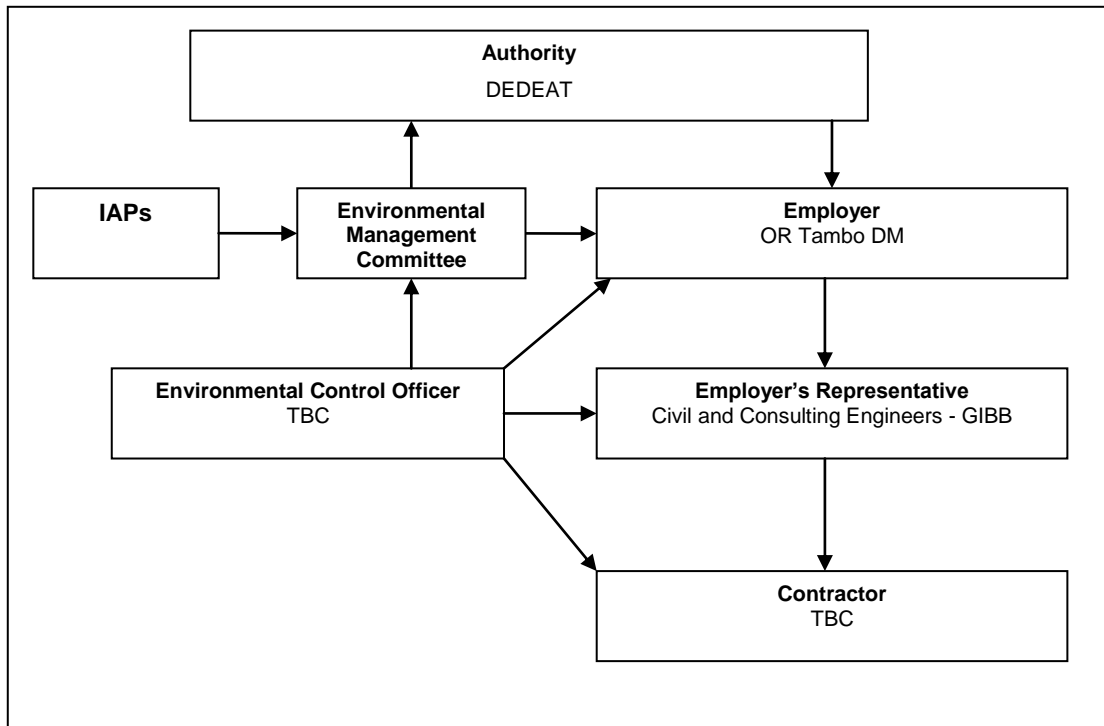 Authority
DEDEAT
IAPs
Environmental
Management
Committee
Employer
OR Tambo DM
Environmental Control Officer
TBC
Employer's Representative
Civil and Consulting Engineers - GIBB
Contractor
TBC